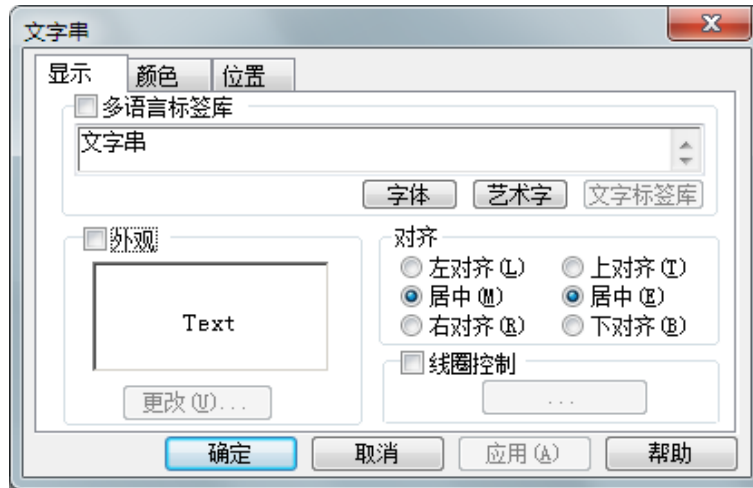 文字串
显示 颜色 位置
多语言标签库
文字串
字体 艺术字 文字标签库
外观
Text
更改(U)...
对齐
左对齐(L) 上对齐(T)
居中(M) 居中(E)
右对齐(R) 下对齐(B)
线圈控制
...
确定 取消 应用(A) 帮助